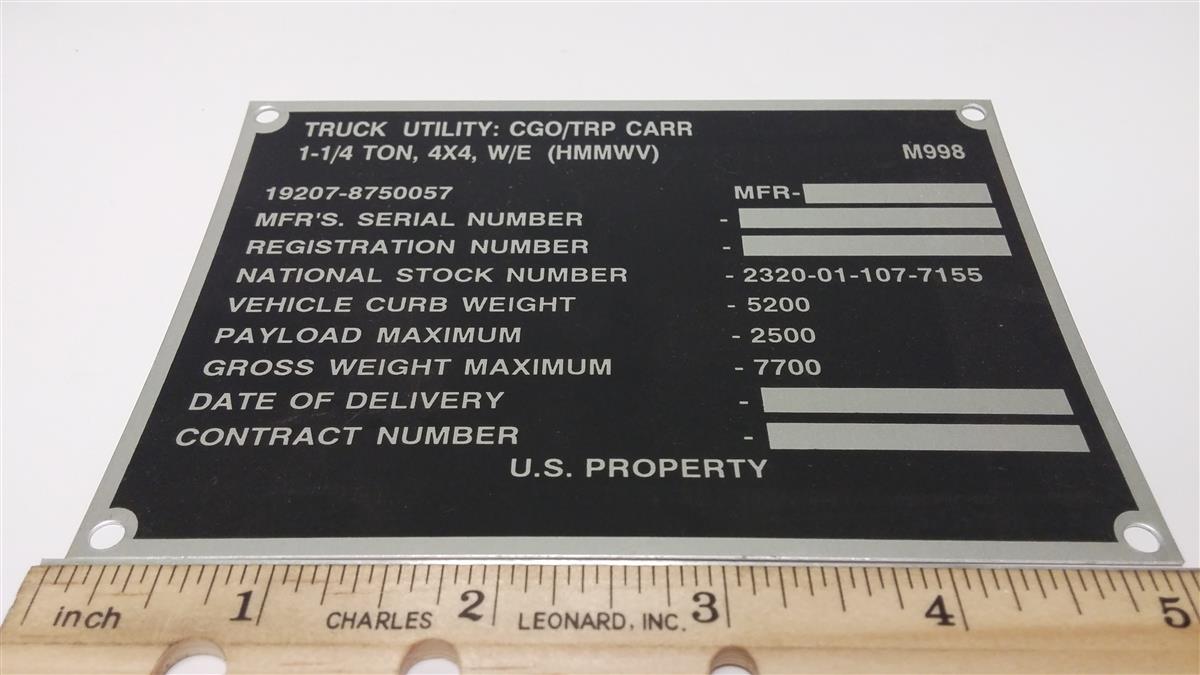 TRUCK UTILITY: CGO/TRP CARR
1-1/4 TON, 4X4, W/E (HMMWV) M998
19207-8750057 MFR-
MFR'S. SERIAL NUMBER -
REGISTRATION NUMBER -
NATIONAL STOCK NUMBER - 2320-01-107-7155
VEHICLE CURB WEIGHT - 5200
PAYLOAD MAXIMUM - 2500
GROSS WEIGHT MAXIMUM - 7700
DATE OF DELIVERY -
CONTRACT NUMBER -
U.S. PROPERTY
inch 1 CHARLES 2 LEONARD, INC. 3 4 5